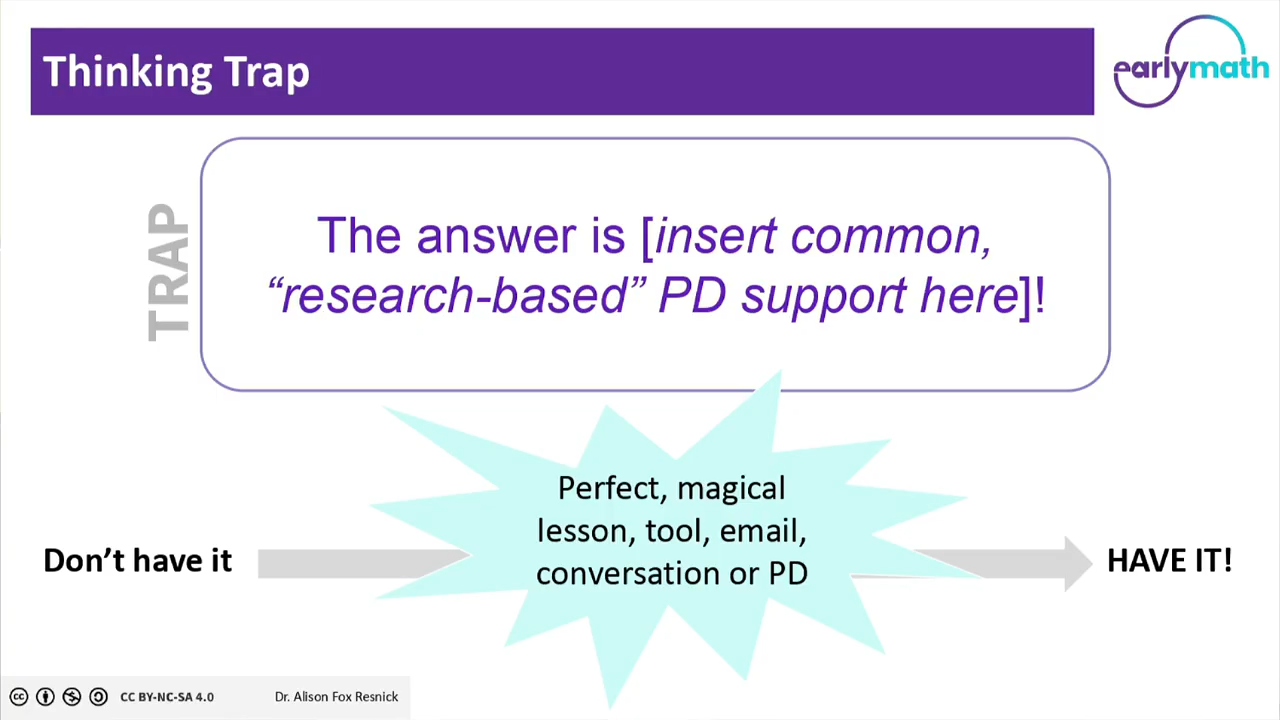 Thinking Trap
earlymath
TRAP
The answer is [insert common,
“research-based” PD support here]!
Perfect, magical
lesson, tool, email,
conversation or PD
Don’t have it
HAVE IT!
CC BY-NC-SA 4.0
Dr. Alison Fox Resnick